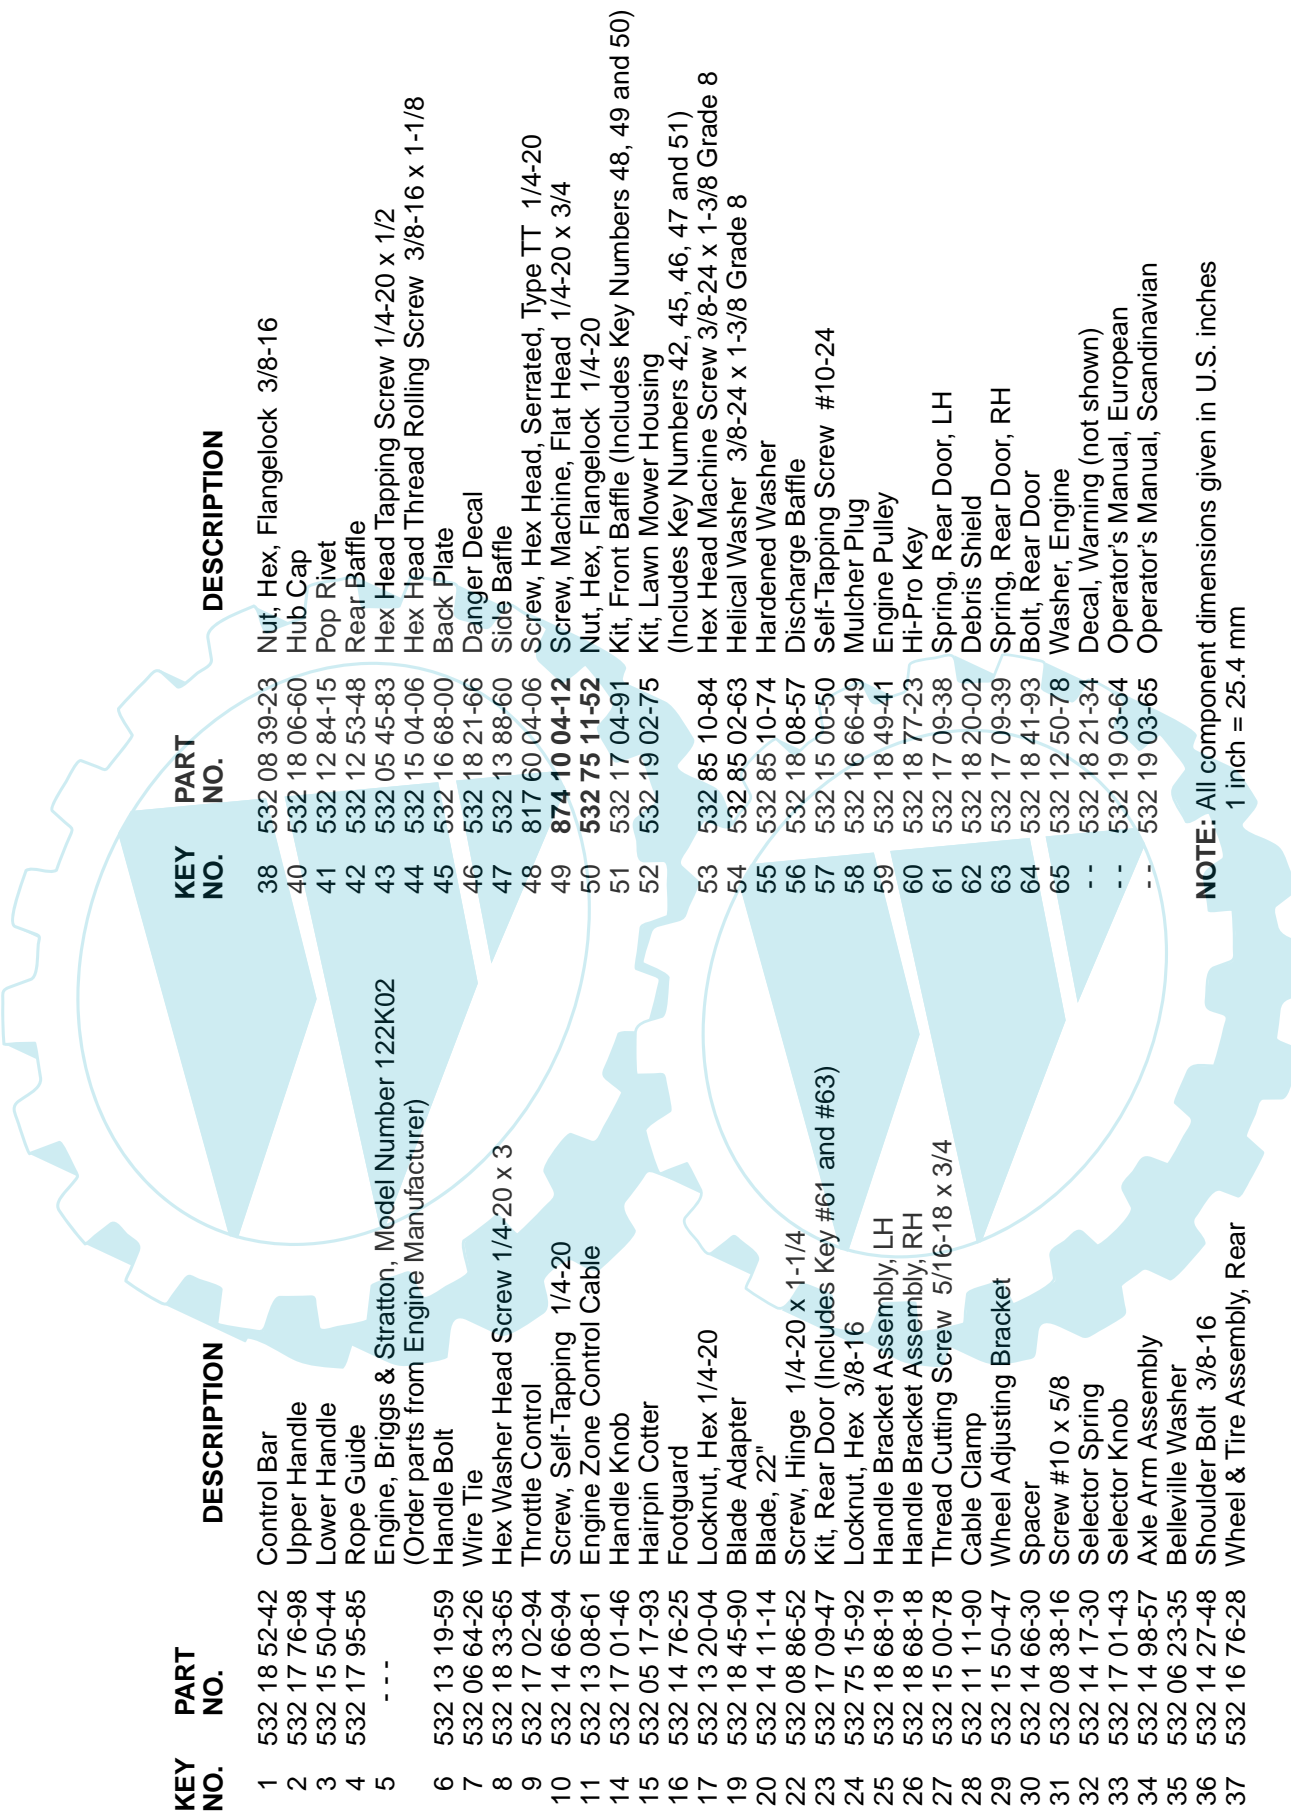 KEY PART
NO. NO. DESCRIPTION
1 532 18 52-42 Control Bar
2 532 17 76-98 Upper Handle
3 532 15 50-44 Lower Handle
4 532 17 95-85 Rope Guide
5 - - - Engine, Briggs & Stratton, Model Number 122K02
(Order parts from Engine Manufacturer)
6 532 13 19-59 Handle Bolt
7 532 06 64-26 Wire Tie
8 532 18 33-65 Hex Washer Head Screw 1/4-20 x 3
9 532 17 02-94 Throttle Control
10 532 14 66-94 Screw, Self-Tapping 1/4-20
11 532 13 08-61 Engine Zone Control Cable
14 532 17 01-46 Handle Knob
15 532 05 17-93 Hairpin Cotter
16 532 14 76-25 Footguard
17 532 13 20-04 Locknut, Hex 1/4-20
19 532 18 45-90 Blade Adapter
20 532 14 11-14 Blade, 22"
22 532 08 86-52 Screw, Hinge 1/4-20 x 1-1/4
23 532 17 09-47 Kit, Rear Door (Includes Key #61 and #63)
24 532 75 15-92 Locknut, Hex 3/8-16
25 532 18 68-19 Handle Bracket Assembly, LH
26 532 18 68-18 Handle Bracket Assembly, RH
27 532 15 00-78 Thread Cutting Screw 5/16-18 x 3/4
28 532 11 11-90 Cable Clamp
29 532 15 50-47 Wheel Adjusting Bracket
30 532 14 66-30 Spacer
31 532 08 38-16 Screw #10 x 5/8
32 532 14 17-30 Selector Spring
33 532 17 01-43 Selector Knob
34 532 14 98-57 Axle Arm Assembly
35 532 06 23-35 Belleville Washer
36 532 14 27-48 Shoulder Bolt 3/8-16
37 532 16 76-28 Wheel & Tire Assembly, Rear
KEY PART
NO. NO. DESCRIPTION
38 532 08 39-23 Nut, Hex, Flangelock 3/8-16
40 532 18 06-60 Hub Cap
41 532 12 84-15 Pop Rivet
42 532 12 53-48 Rear Baffle
43 532 05 45-83 Hex Head Tapping Screw 1/4-20 x 1/2
44 532 15 04-06 Hex Head Thread Rolling Screw 3/8-16 x 1-1/8
45 532 16 68-00 Back Plate
46 532 18 21-66 Danger Decal
47 532 13 88-60 Side Baffle
48 817 60 04-06 Screw, Hex Head, Serrated, Type TT 1/4-20
49 874 10 04-12 Screw, Machine, Flat Head 1/4-20 x 3/4
50 532 75 11-52 Nut, Hex, Flangelock 1/4-20
51 532 17 04-91 Kit, Front Baffle (Includes Key Numbers 48, 49 and 50)
52 532 19 02-75 Kit, Lawn Mower Housing
(Includes Key Numbers 42, 45, 46, 47 and 51)
53 532 85 10-84 Hex Head Machine Screw 3/8-24 x 1-3/8 Grade 8
54 532 85 02-63 Helical Washer 3/8-24 x 1-3/8 Grade 8
55 532 85 10-74 Hardened Washer
56 532 18 08-57 Discharge Baffle
57 532 15 00-50 Self-Tapping Screw #10-24
58 532 16 66-49 Mulcher Plug
59 532 18 49-41 Engine Pulley
60 532 18 77-23 Hi-Pro Key
61 532 17 09-38 Spring, Rear Door, LH
62 532 18 20-02 Debris Shield
63 532 17 09-39 Spring, Rear Door, RH
64 532 18 41-93 Bolt, Rear Door
65 532 12 50-78 Washer, Engine
- - 532 18 21-34 Decal, Warning (not shown)
- - 532 19 03-64 Operator's Manual, European
- - 532 19 03-65 Operator's Manual, Scandinavian
NOTE: All component dimensions given in U.S. inches
1 inch = 25.4 mm